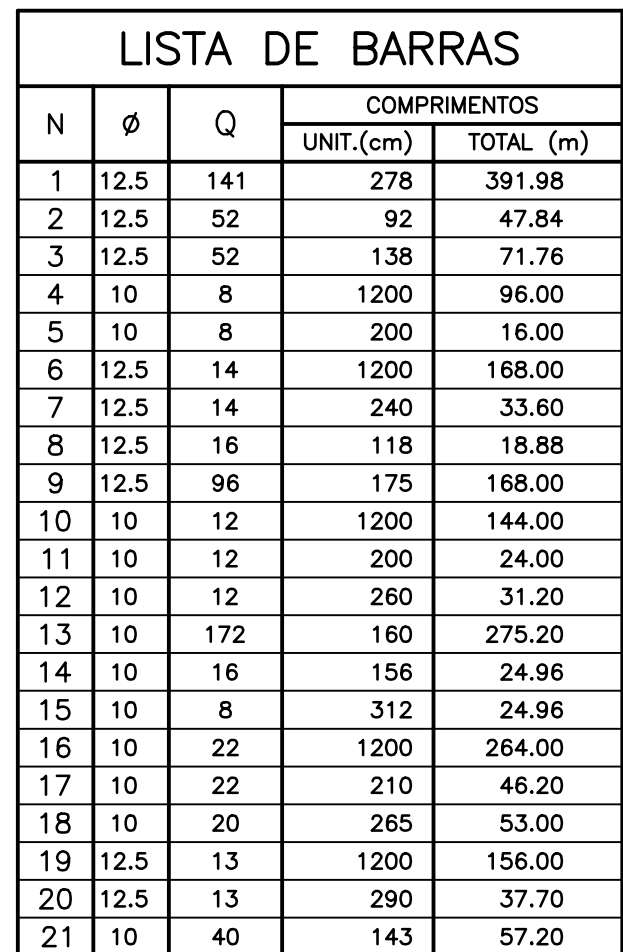 LISTA DE BARRAS
N Ø Q COMPRIMENTOS
UNIT.(cm) TOTAL (m)
1 12.5 141 278 391.98
2 12.5 52 92 47.84
3 12.5 52 138 71.76
4 10 8 1200 96.00
5 10 8 200 16.00
6 12.5 14 1200 168.00
7 12.5 14 240 33.60
8 12.5 16 118 18.88
9 12.5 96 175 168.00
10 10 12 1200 144.00
11 10 12 200 24.00
12 10 12 260 31.20
13 10 172 160 275.20
14 10 16 156 24.96
15 10 8 312 24.96
16 10 22 1200 264.00
17 10 22 210 46.20
18 10 20 265 53.00
19 12.5 13 1200 156.00
20 12.5 13 290 37.70
21 10 40 143 57.20